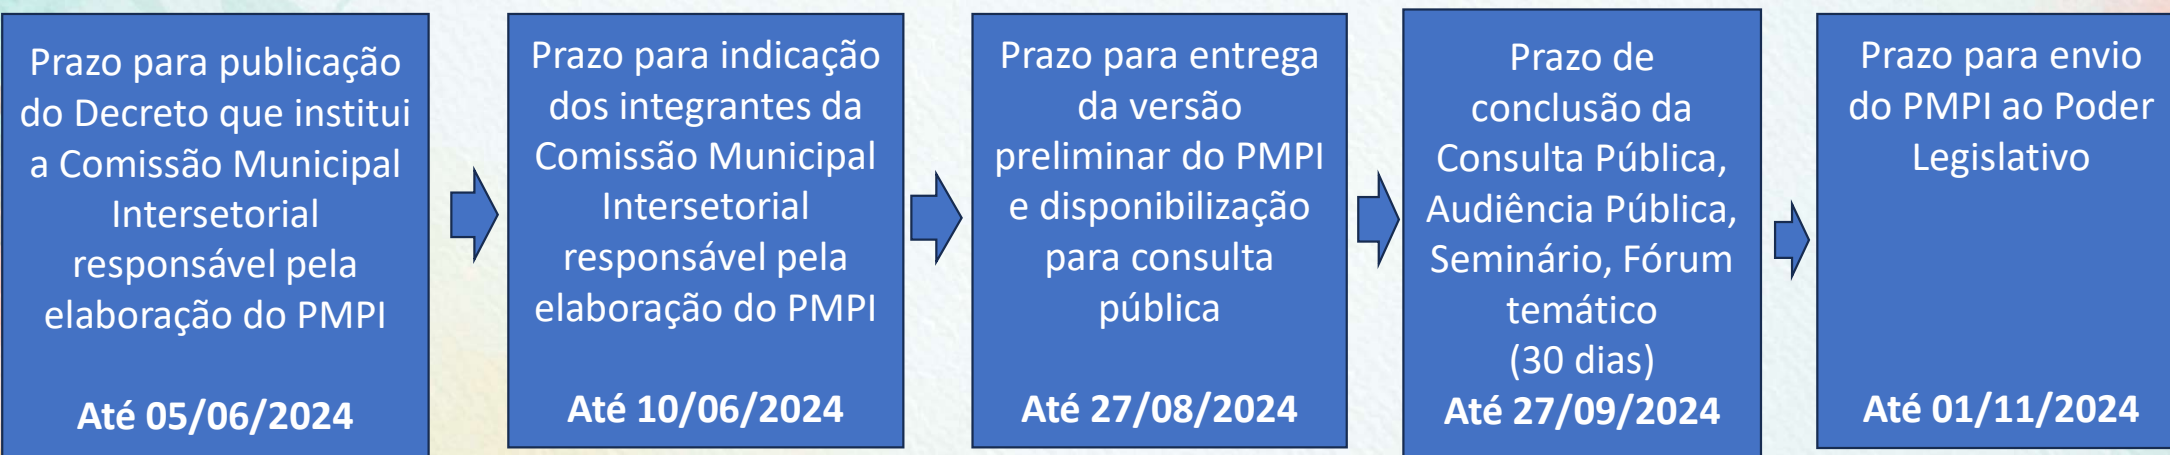 Prazo para publicação
do Decreto que institui
a Comissão Municipal
Intersetorial
responsável pela
elaboração do PMPI
Até 05/06/2024
Prazo para indicação
dos integrantes da
Comissão Municipal
Intersetorial
responsável pela
elaboração do PMPI
Até 10/06/2024
Prazo para entrega
da versão
preliminar do PMPI
e disponibilização
para consulta
pública
Até 27/08/2024
Prazo de
conclusão da
Consulta Pública,
Audiência Pública,
Seminário, Fórum
temático
(30 dias)
Até 27/09/2024
Prazo para envio
do PMPI ao Poder
Legislativo
Até 01/11/2024